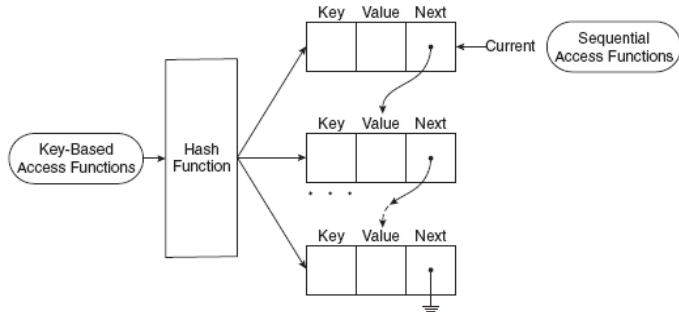 Key Value Next
Current
Sequential
Access Functions
Key Value Next
Key-Based
Access Functions
Hash
Function
. . .
Key Value Next